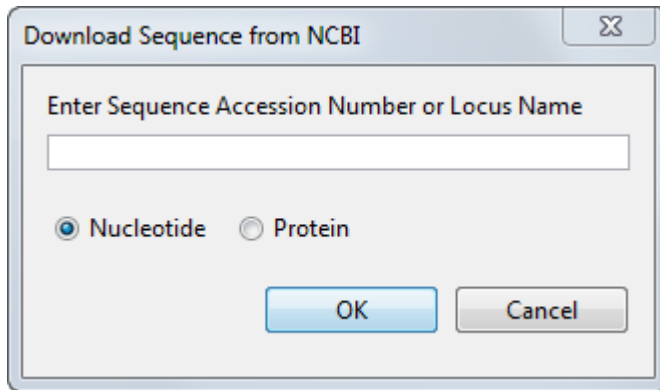 Download Sequence from NCBI
Enter Sequence Accession Number or Locus Name
Nucleotide Protein
OK Cancel